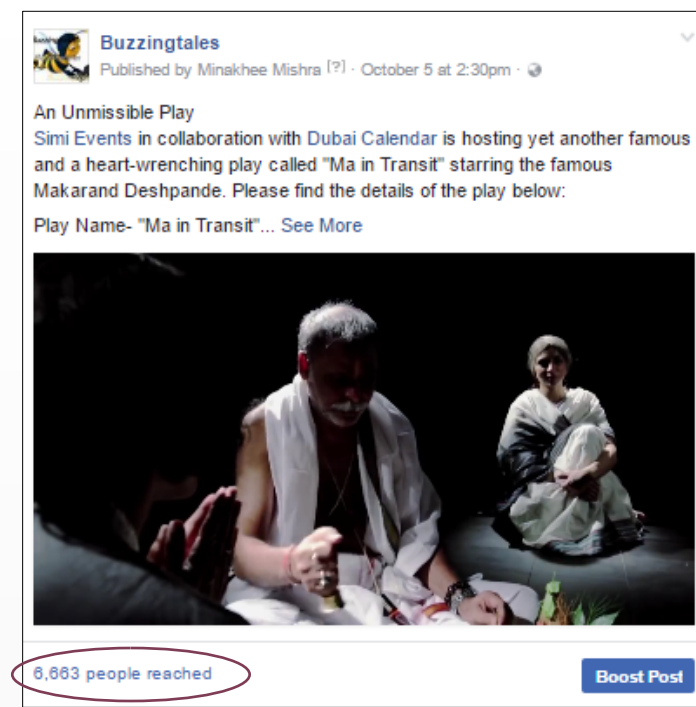 Buzzingtales
Published by Minakhee Mishra [?] · October 5 at 2:30pm ·
An Unmissible Play
Simi Events in collaboration with Dubai Calendar is hosting yet another famous
and a heart-wrenching play called "Ma in Transit" starring the famous
Makarand Deshpande. Please find the details of the play below:
Play Name- "Ma in Transit"... See More
6,663 people reached
Boost Post